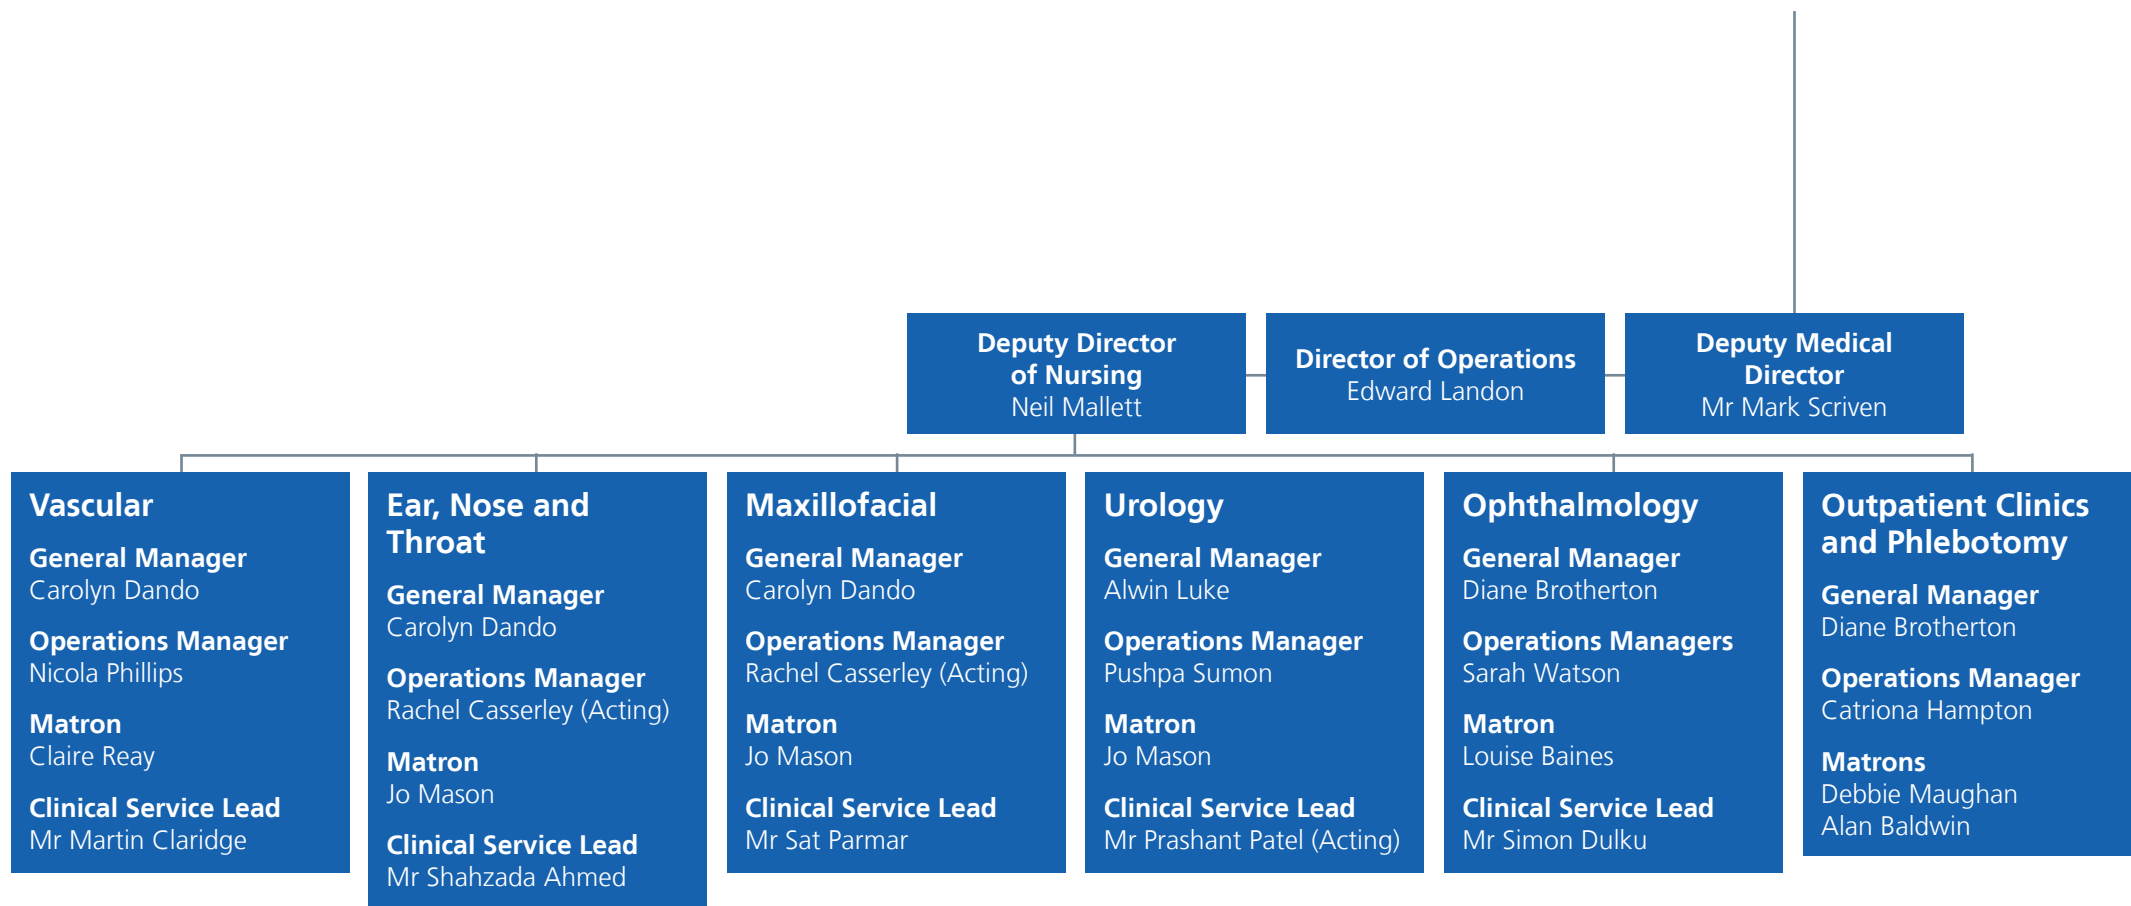 Deputy Director
of Nursing
Neil Mallett
Director of Operations
Edward Landon
Deputy Medical
Director
Mr Mark Scriven
Vascular
General Manager
Carolyn Dando
Operations Manager
Nicola Phillips
Matron
Claire Reay
Clinical Service Lead
Mr Martin Claridge
Ear, Nose and
Throat
General Manager
Carolyn Dando
Operations Manager
Rachel Casserley (Acting)
Matron
Jo Mason
Clinical Service Lead
Mr Shahzada Ahmed
Maxillofacial
General Manager
Carolyn Dando
Operations Manager
Rachel Casserley (Acting)
Matron
Jo Mason
Clinical Service Lead
Mr Sat Parmar
Urology
General Manager
Alwin Luke
Operations Manager
Pushpa Sumon
Matron
Jo Mason
Clinical Service Lead
Mr Prashant Patel (Acting)
Ophthalmology
General Manager
Diane Brotherton
Operations Managers
Sarah Watson
Matron
Louise Baines
Clinical Service Lead
Mr Simon Dulku
Outpatient Clinics
and Phlebotomy
General Manager
Diane Brotherton
Operations Manager
Catriona Hampton
Matrons
Debbie Maughan
Alan Baldwin